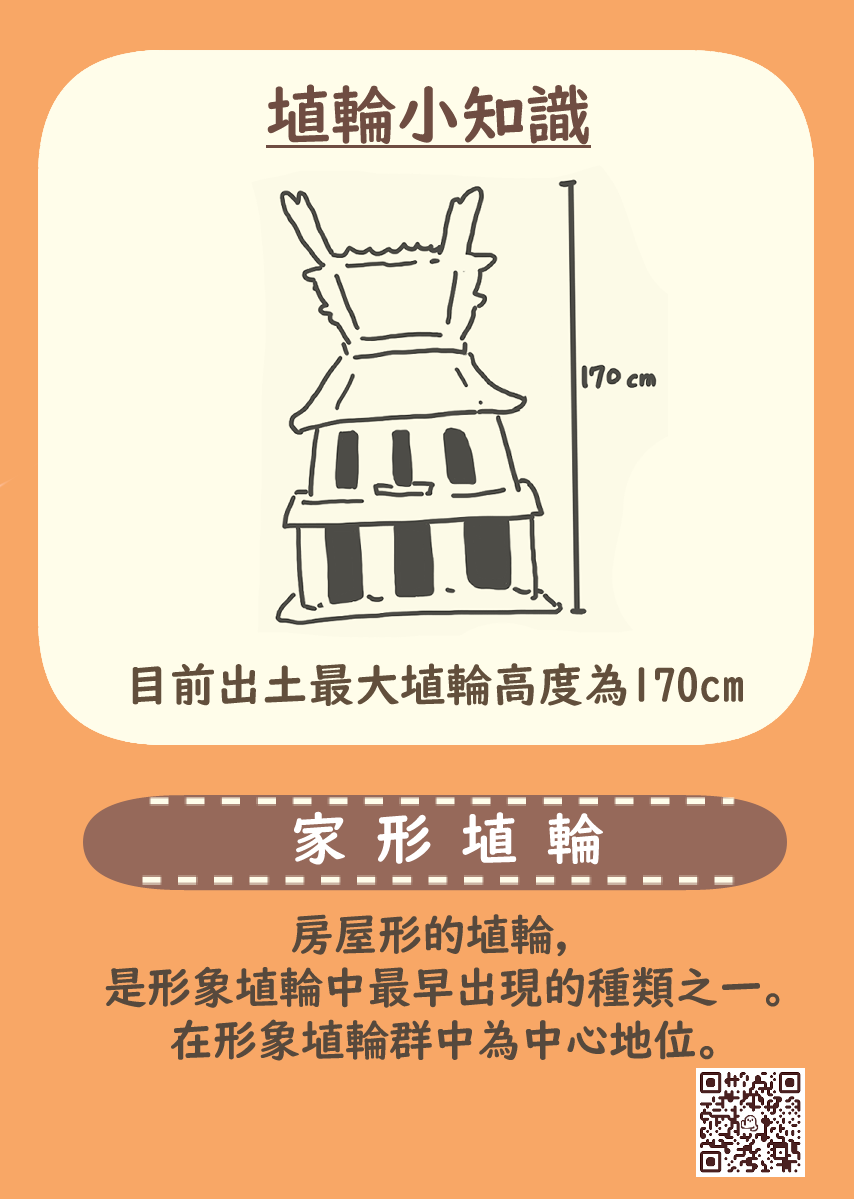 埴輪小知識
170cm
目前出土最大埴輪高度為170cm
家形埴輪
房屋形的埴輪，
是形象埴輪中最早出現的種類之一。
在形象埴輪群中為中心地位。